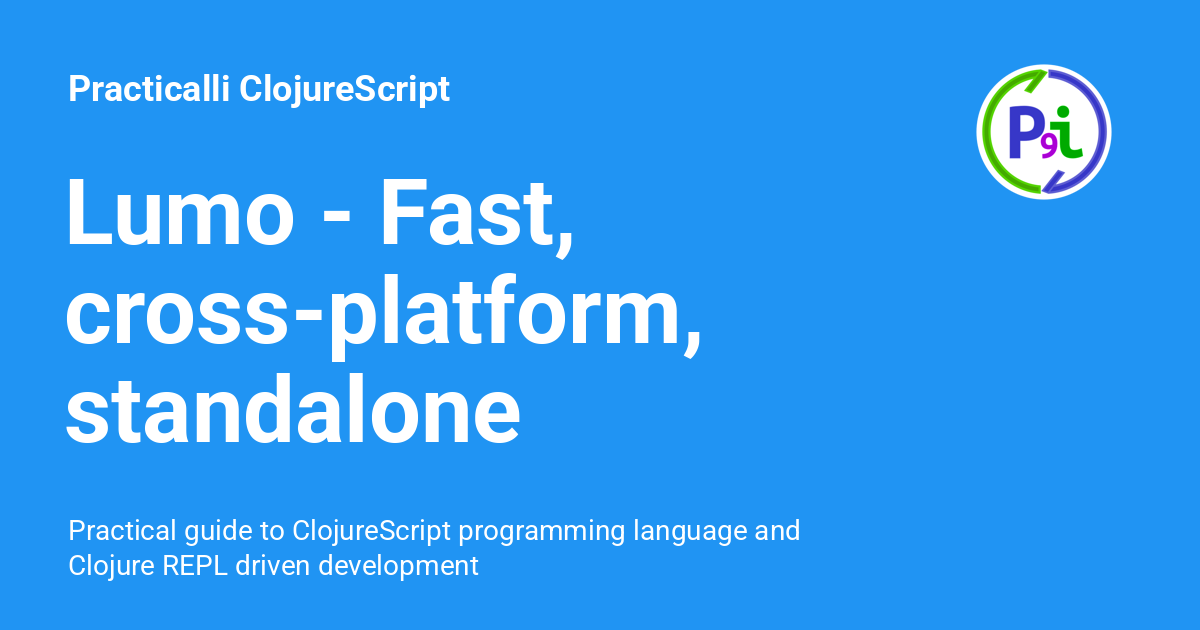 Practicalli ClojureScript
P9i
Lumo - Fast,
cross-platform,
standalone
Practical guide to ClojureScript programming language and
Clojure REPL driven development